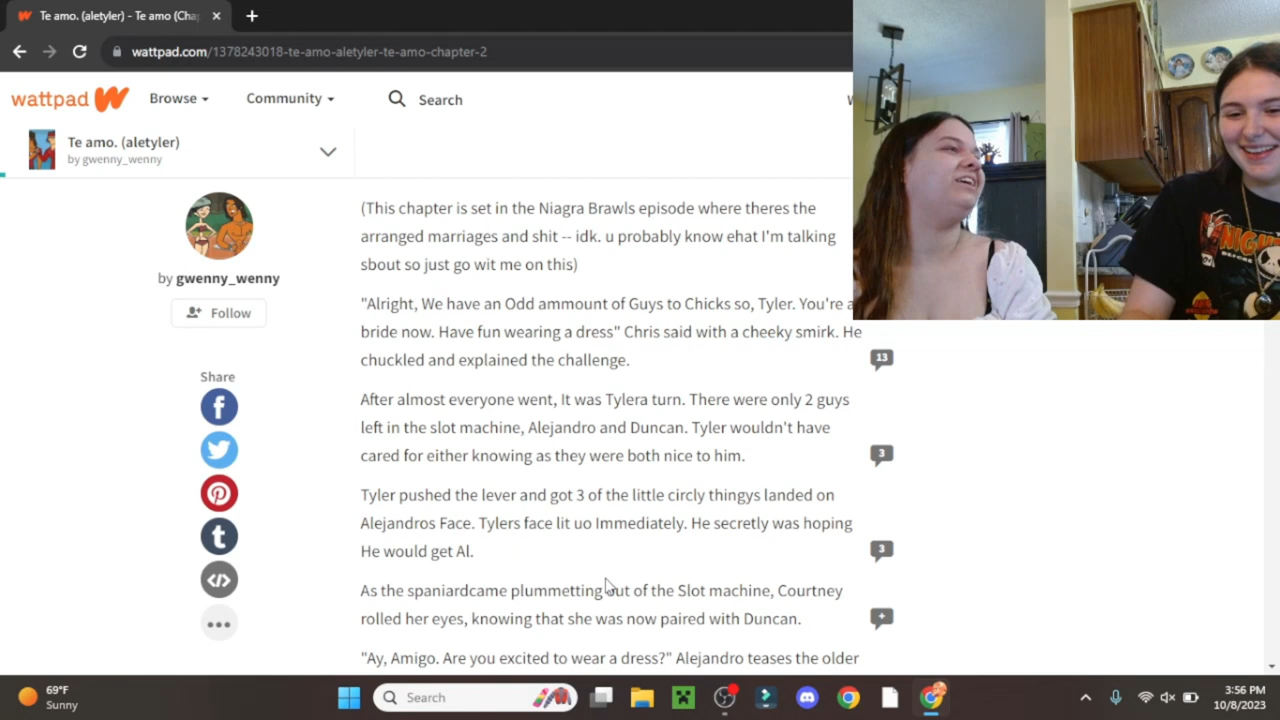 Te amo. (aletyler) - Te amo (Cha
wattpad.com/1378243018-te-amo-aletyler-te-amo-chapter-2
wattpad Browse Community Search
Te amo. (aletyler)
by gwenny_wenny
by gwenny_wenny
Follow
Share
(This chapter is set in the Niagra Brawls episode where theres the
arranged marriages and shit -- idk. u probably know ehat I'm talking
sbout so just go wit me on this)
"Alright, We have an Odd ammount of Guys to Chicks so, Tyler. You're a
bride now. Have fun wearing a dress" Chris said with a cheeky smirk. He
chuckled and explained the challenge.
13
After almost everyone went, It was Tylera turn. There were only 2 guys
left in the slot machine, Alejandro and Duncan. Tyler wouldn't have
cared for either knowing as they were both nice to him.
3
Tyler pushed the lever and got 3 of the little circly thingys landed on
Alejandros Face. Tylers face lit uo Immediately. He secretly was hoping
He would get Al.
3
As the spaniardcame plummetting out of the Slot machine, Courtney
rolled her eyes, knowing that she was now paired with Duncan.
+
"Ay, Amigo. Are you excited to wear a dress?" Alejandro teases the older
69°F
Sunny
Search
3:56 PM
10/8/2023